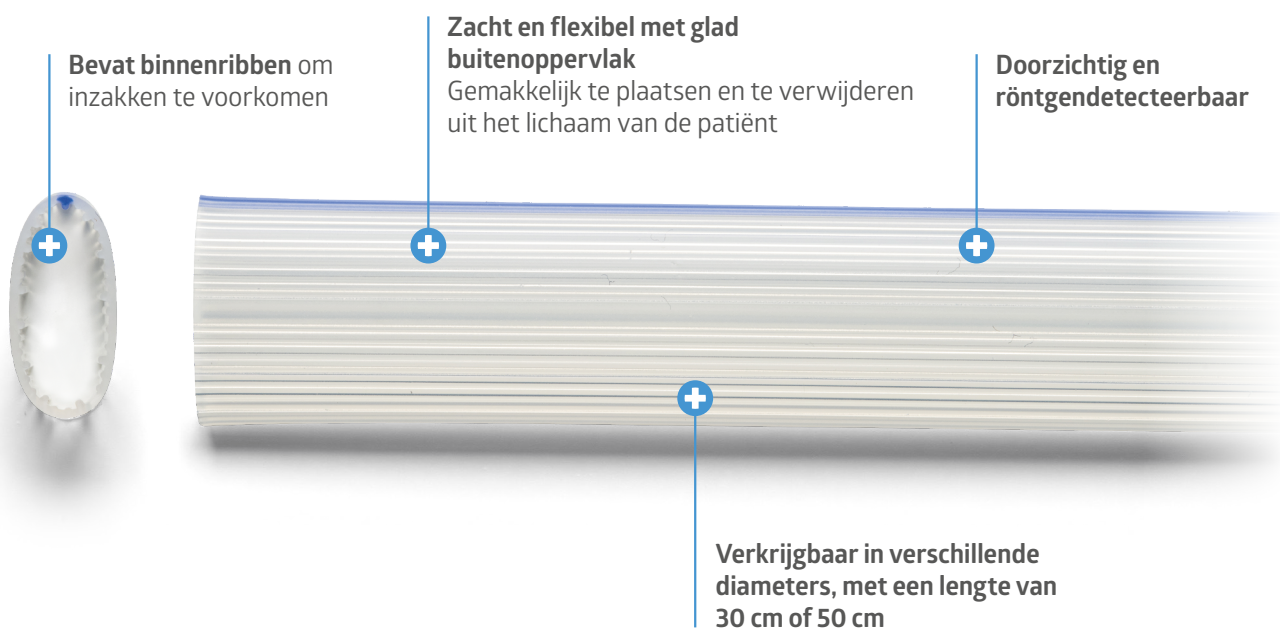 Bevat binnenribben om
inzakken te voorkomen
Zacht en flexibel met glad
buitenoppervlak
Gemakkelijk te plaatsen en te verwijderen
uit het lichaam van de patiënt
Doorzichtig en
röntgendetecteerbaar
Verkrijgbaar in verschillende
diameters, met een lengte van
30 cm of 50 cm